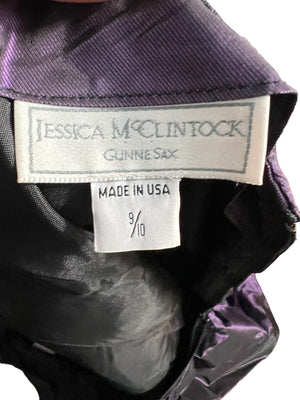 JESSICA McCLINTOCK
GUNNE SAX
MADE IN USA
9/10